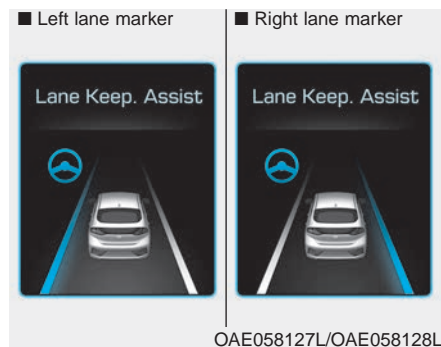 ■ Left lane marker
■ Right lane marker
Lane Keep. Assist
Lane Keep. Assist
OAE058127L/OAE058128L